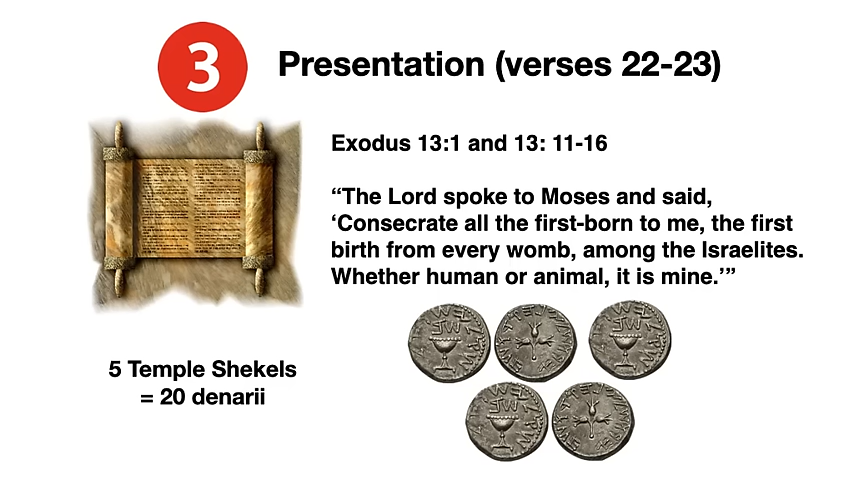 3
Presentation (verses 22-23)
Exodus 13:1 and 13: 11-16
“The Lord spoke to Moses and said,
‘Consecrate all the first-born to me, the first
birth from every womb, among the Israelites.
Whether human or animal, it is mine.’”
5 Temple Shekels
= 20 denarii